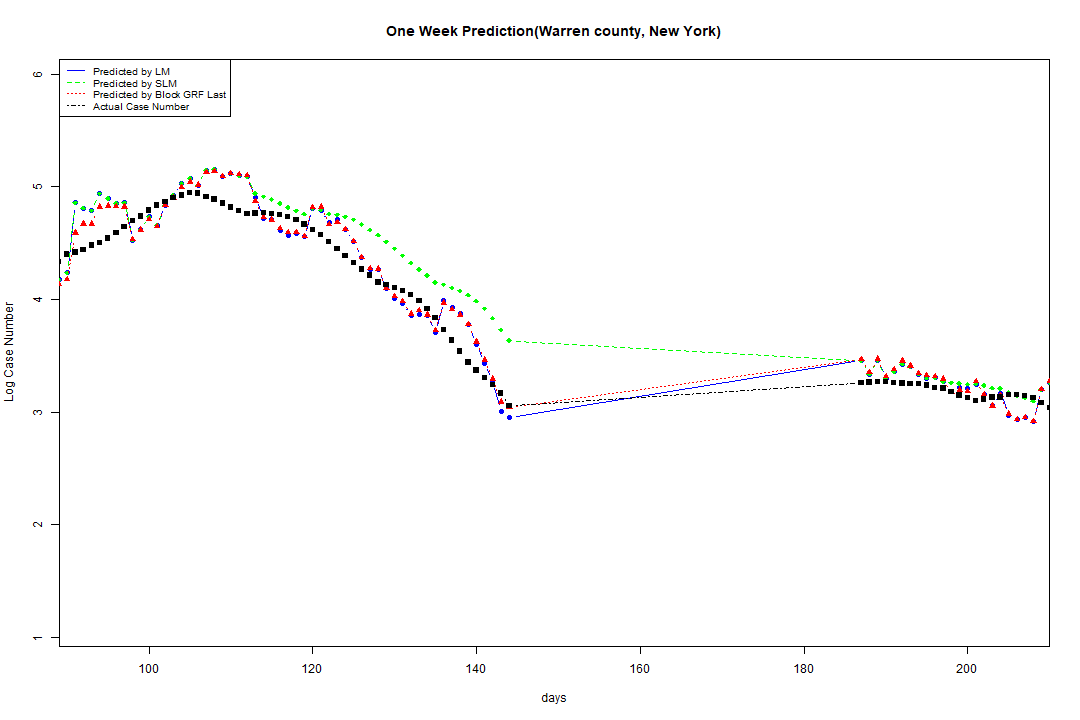 One Week Prediction(Warren county, New York)
Predicted by LM
Predicted by SLM
Predicted by Block GRF Last
Actual Case Number
6
5
4
3
2
1
Log Case Number
100 120 140 160 180 200
days